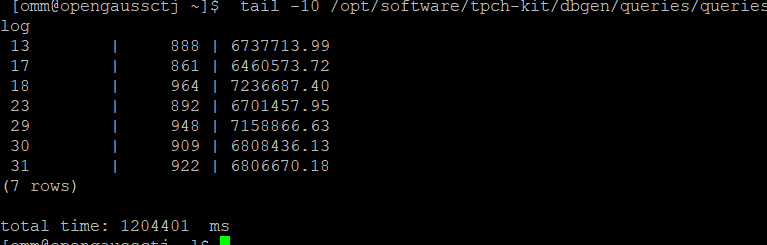 [omm@opengaussctj ~]$  tail -10 /opt/software/tpch-kit/dbgen/queries/queries
log
 13         |     888 | 6737713.99
 17         |     861 | 6460573.72
 18         |     964 | 7236687.40
 23         |     892 | 6701457.95
 29         |     948 | 7158866.63
 30         |     909 | 6808436.13
 31         |     922 | 6806670.18
(7 rows)

total time: 1204401  ms
[omm@opengaussctj ~]$